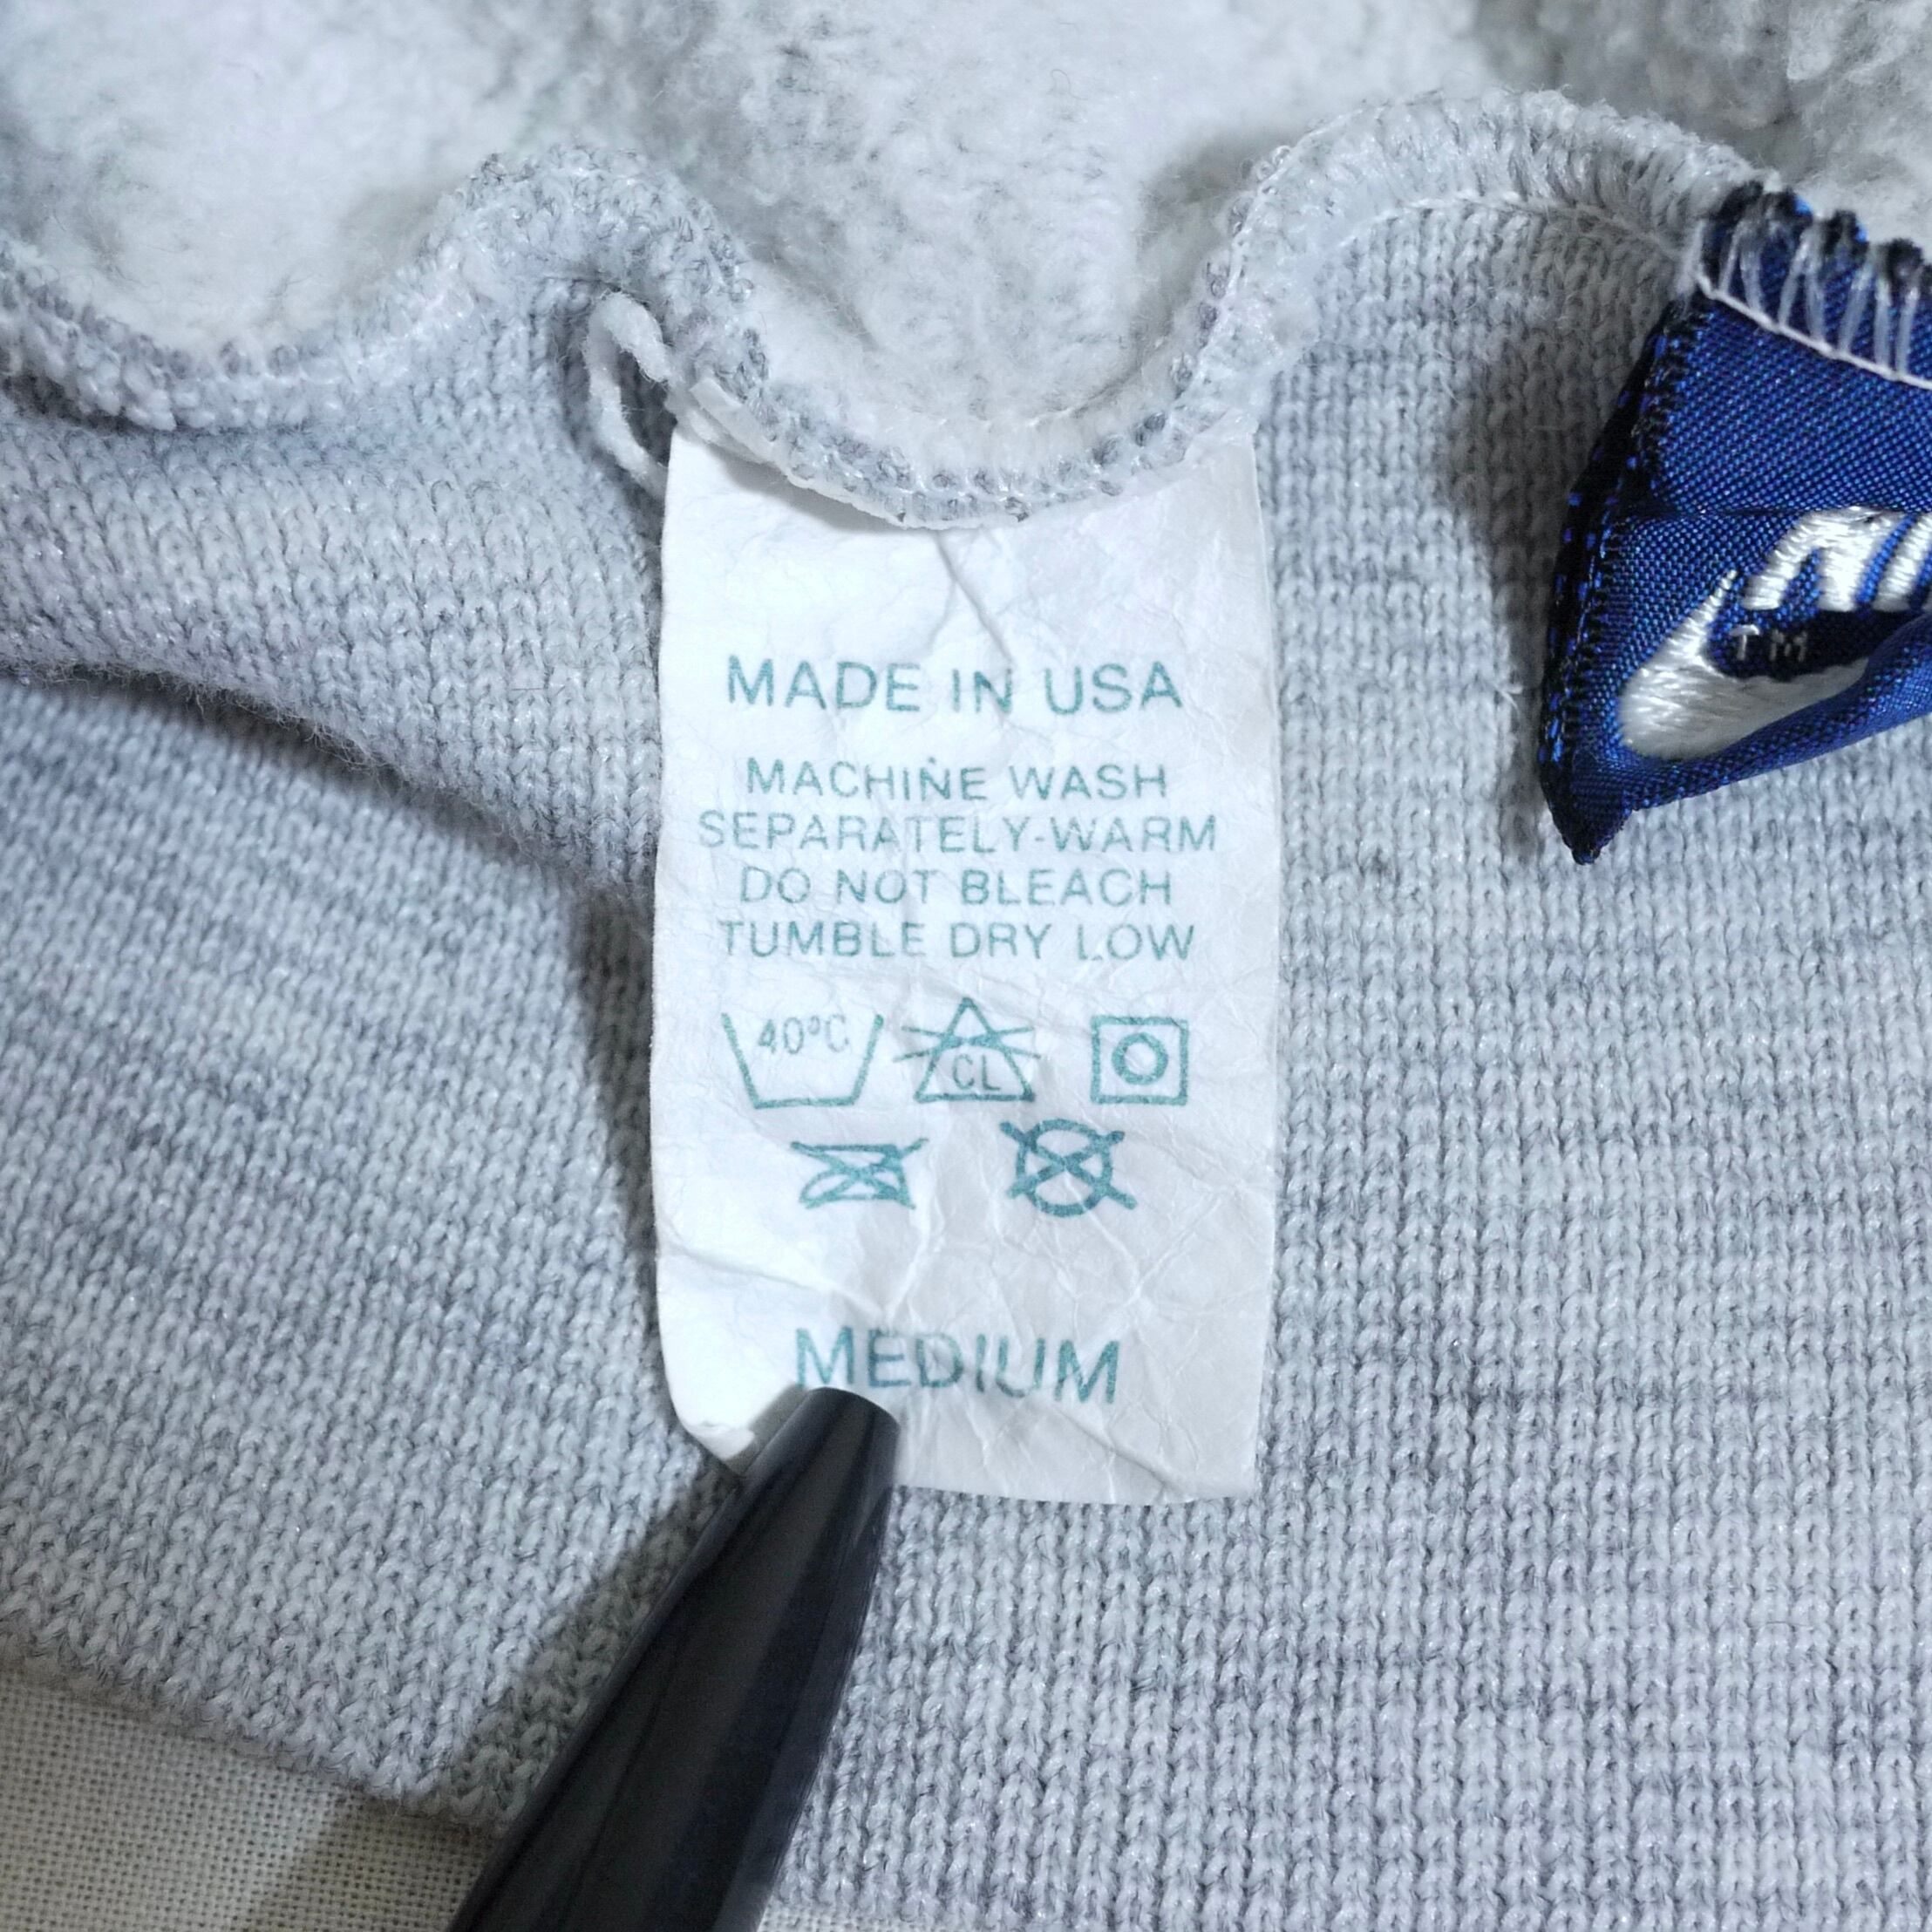 MADE IN USA
MACHINE WASH
SEPARATELY-WARM
DO NOT BLEACH
TUMBLE DRY LOW
40°C
CL
MEDIUM
TM